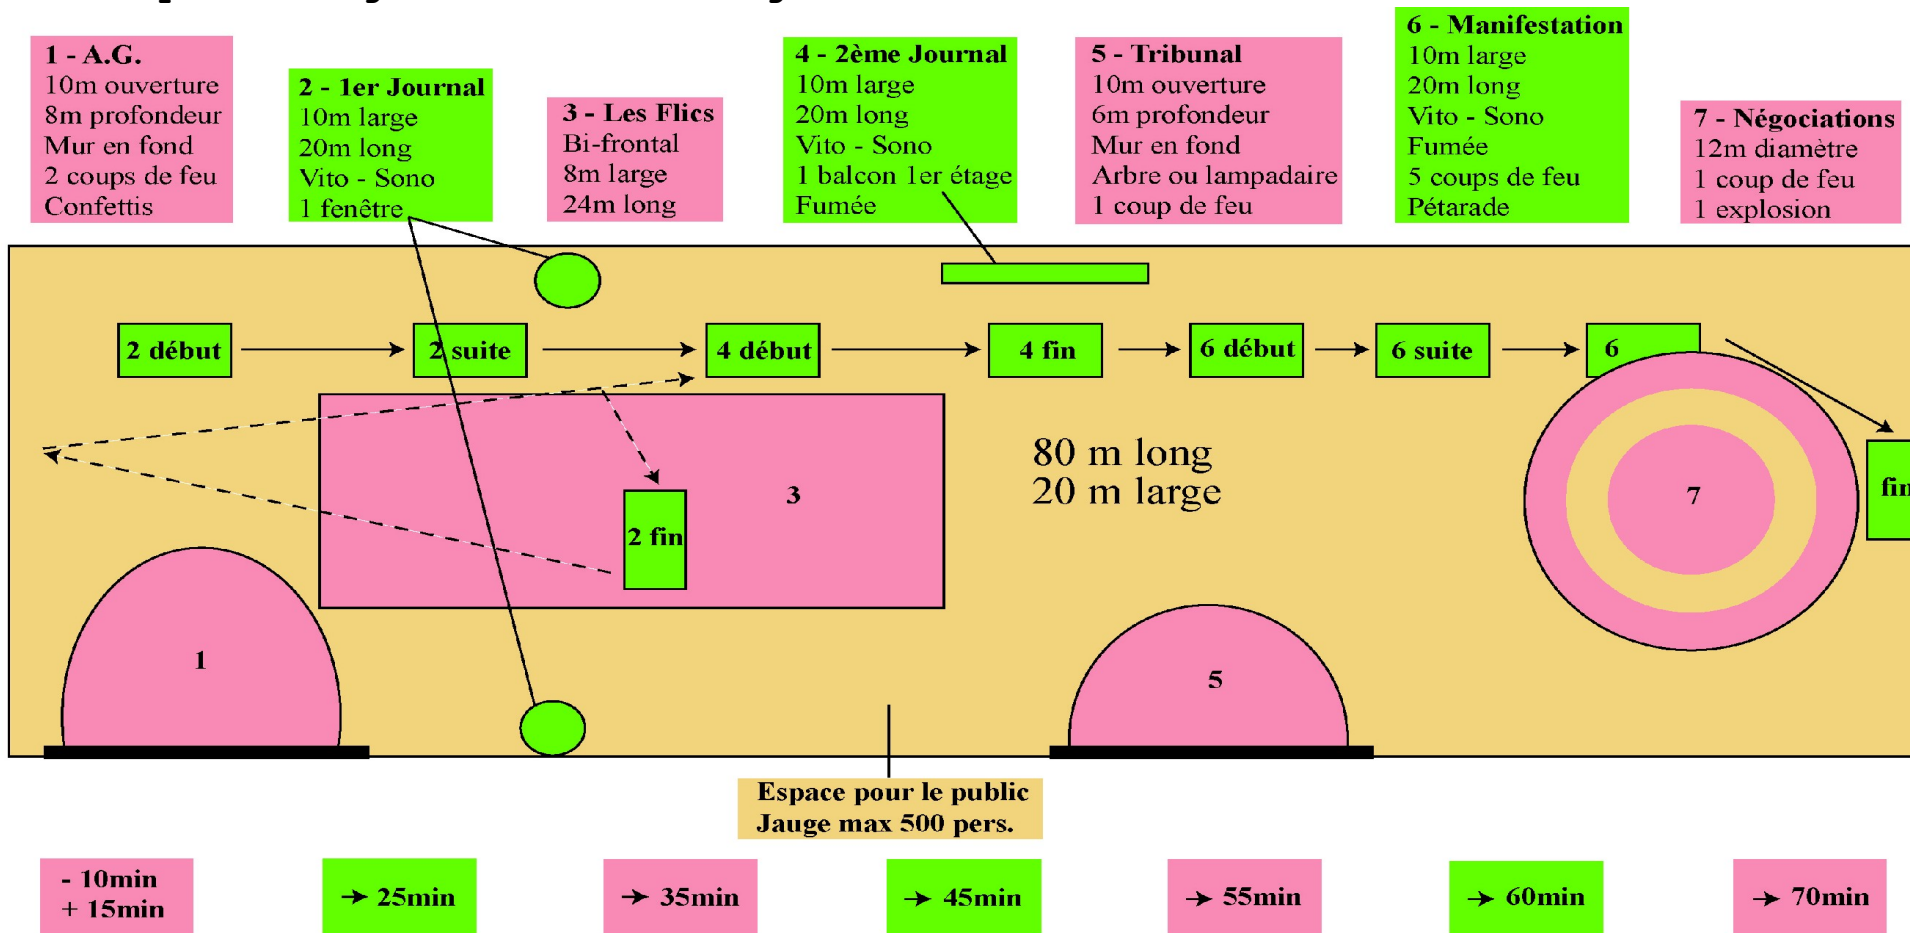 1 - A.G.
10m ouverture
8m profondeur
Mur en fond
2 coups de feu
Confettis
2 - 1er Journal
10m large
20m long
Vito - Sono
1 fenêtre
3 - Les Flics
Bi-frontal
8m large
24m long
4 - 2ème Journal
10m large
20m long
Vito - Sono
1 balcon 1er étage
Fumée
5 - Tribunal
10m ouverture
6m profondeur
Mur en fond
Arbre ou lampadaire
1 coup de feu
6 - Manifestation
10m large
20m long
Vito - Sono
Fumée
5 coups de feu
Pétarade
7 - Négociations
12m diamètre
1 coup de feu
1 explosion
2 début
2 suite
4 début
4 fin
6 début
6 suite
6
80 m long
20 m large
3
7
fin
2 fin
1
5
Espace pour le public
Jauge max 500 pers.
- 10min
+ 15min
25min
35min
45min
55min
60min
70min